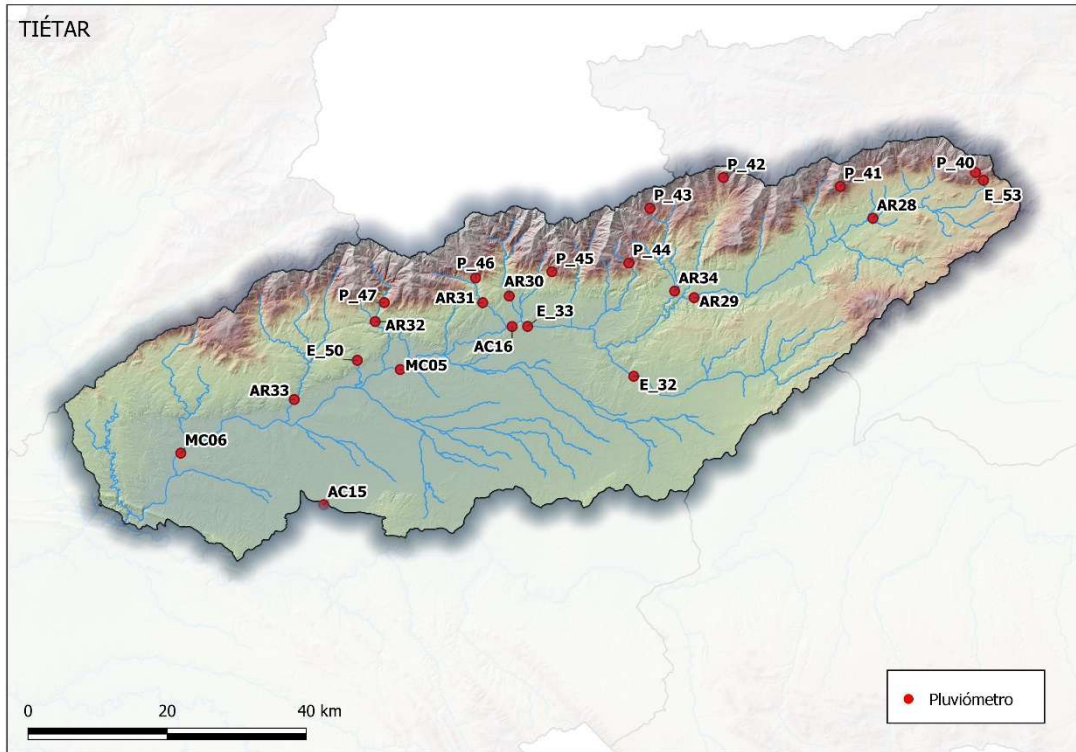 TIÉTAR
P_42
P_41
P_40
E_53
P_43
AR28
P_44
P_45
P_46
AR30
AR34
AR29
P_47
AR31
E_33
AR32
AC16
E_50
MC05
E_32
AR33
MC06
AC15
Pluviómetro
0 20 40 km